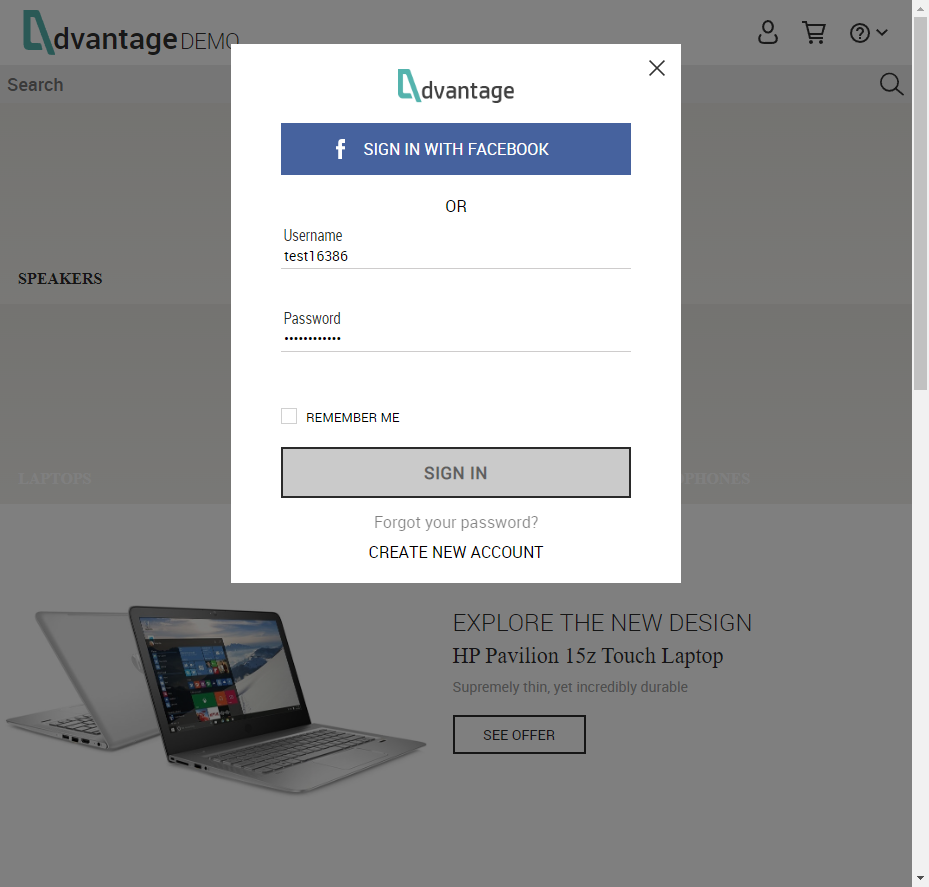 dvantage DEMO
Search
dvantage
SIGN IN WITH FACEBOOK
OR
Username
test16386
Password
••••••••••••
REMEMBER ME
SIGN IN
Forgot your password?
CREATE NEW ACCOUNT
SPEAKERS
LAPTOPS
PHONES
EXPLORE THE NEW DESIGN
HP Pavilion 15z Touch Laptop
Supremely thin, yet incredibly durable
SEE OFFER